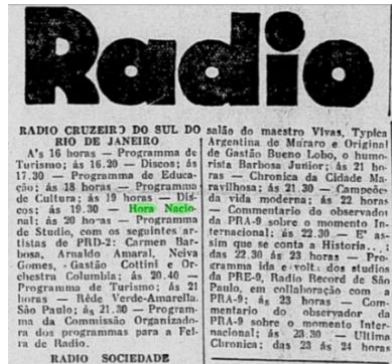 Radio
RADIO CRUZEIRO DO SUL DO
RIO DE JANEIRO
A's 16 horas — Programma de
Turismo; ás 16.20 — Discos; ás
17.30 — Programma de Educa-
ção; ás 18 horas — Programma
de Cultura; ás 19 horas — Dis-
cos; ás 19.30 — Hora Nacio-
nal; ás 20 horas — Programma
de Studio, com os seguintes ar-
tistas de PRD-2: Carmen Bar-
bosa, Arnaldo Amaral, Neiva
Gomes, Gastão Cottini e Or-
chestra Columbia; ás 20.40 —
Programma de Turismo; ás 21
horas — Rêde Verde-Amarella.
São Paulo; ás 21.30 — Program-
ma da Commissão Organizado-
ra dos programmas para a Fei-
ra de Radio.
RADIO SOCIEDADE
salão do maestro Vivas, Typica
Argentina de Muraro e Original
de Gastão Bueno Lobo, o humo-
rista Barbosa Junior; ás 21 ho-
ras — Chronica da Cidade Ma-
ravilhosa; ás 21.30 — Campeões
da vida moderna; ás 22 horas
— Commentario do observador
da PRA-9 sobre o momento In-
ternacional; ás 22.30 — E' as-
sim que se conta a Historia...
das 22.30 ás 23 horas — Pro-
gramma ida e volt. dos studios
da PRE-9, Radio Record de São
Paulo, em collaboração com a
PRA-9; ás 23 horas — Com-
mentario do observador da
PRA-9 sobre o momento Inter-
nacional; ás 23.30 — Ultima
Chronica; das 23 ás 24 horas